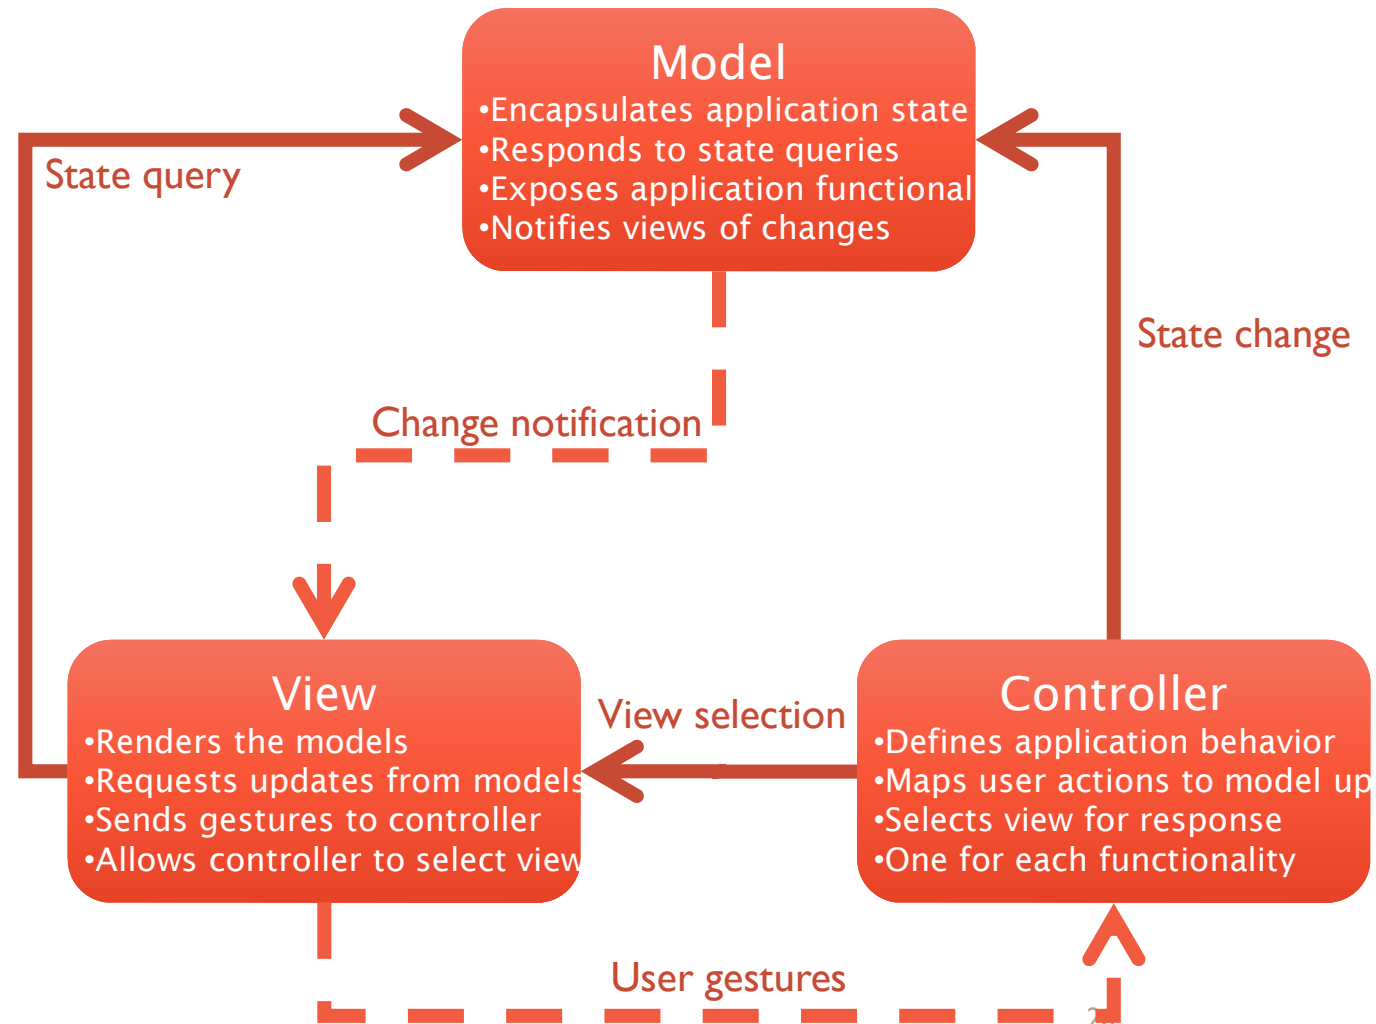 Model
•Encapsulates application state
•Responds to state queries
•Exposes application functional
•Notifies views of changes
State query
State change
Change notification
View
•Renders the models
•Requests updates from models
•Sends gestures to controller
•Allows controller to select view
View selection
Controller
•Defines application behavior
•Maps user actions to model up
•Selects view for response
•One for each functionality
User gestures